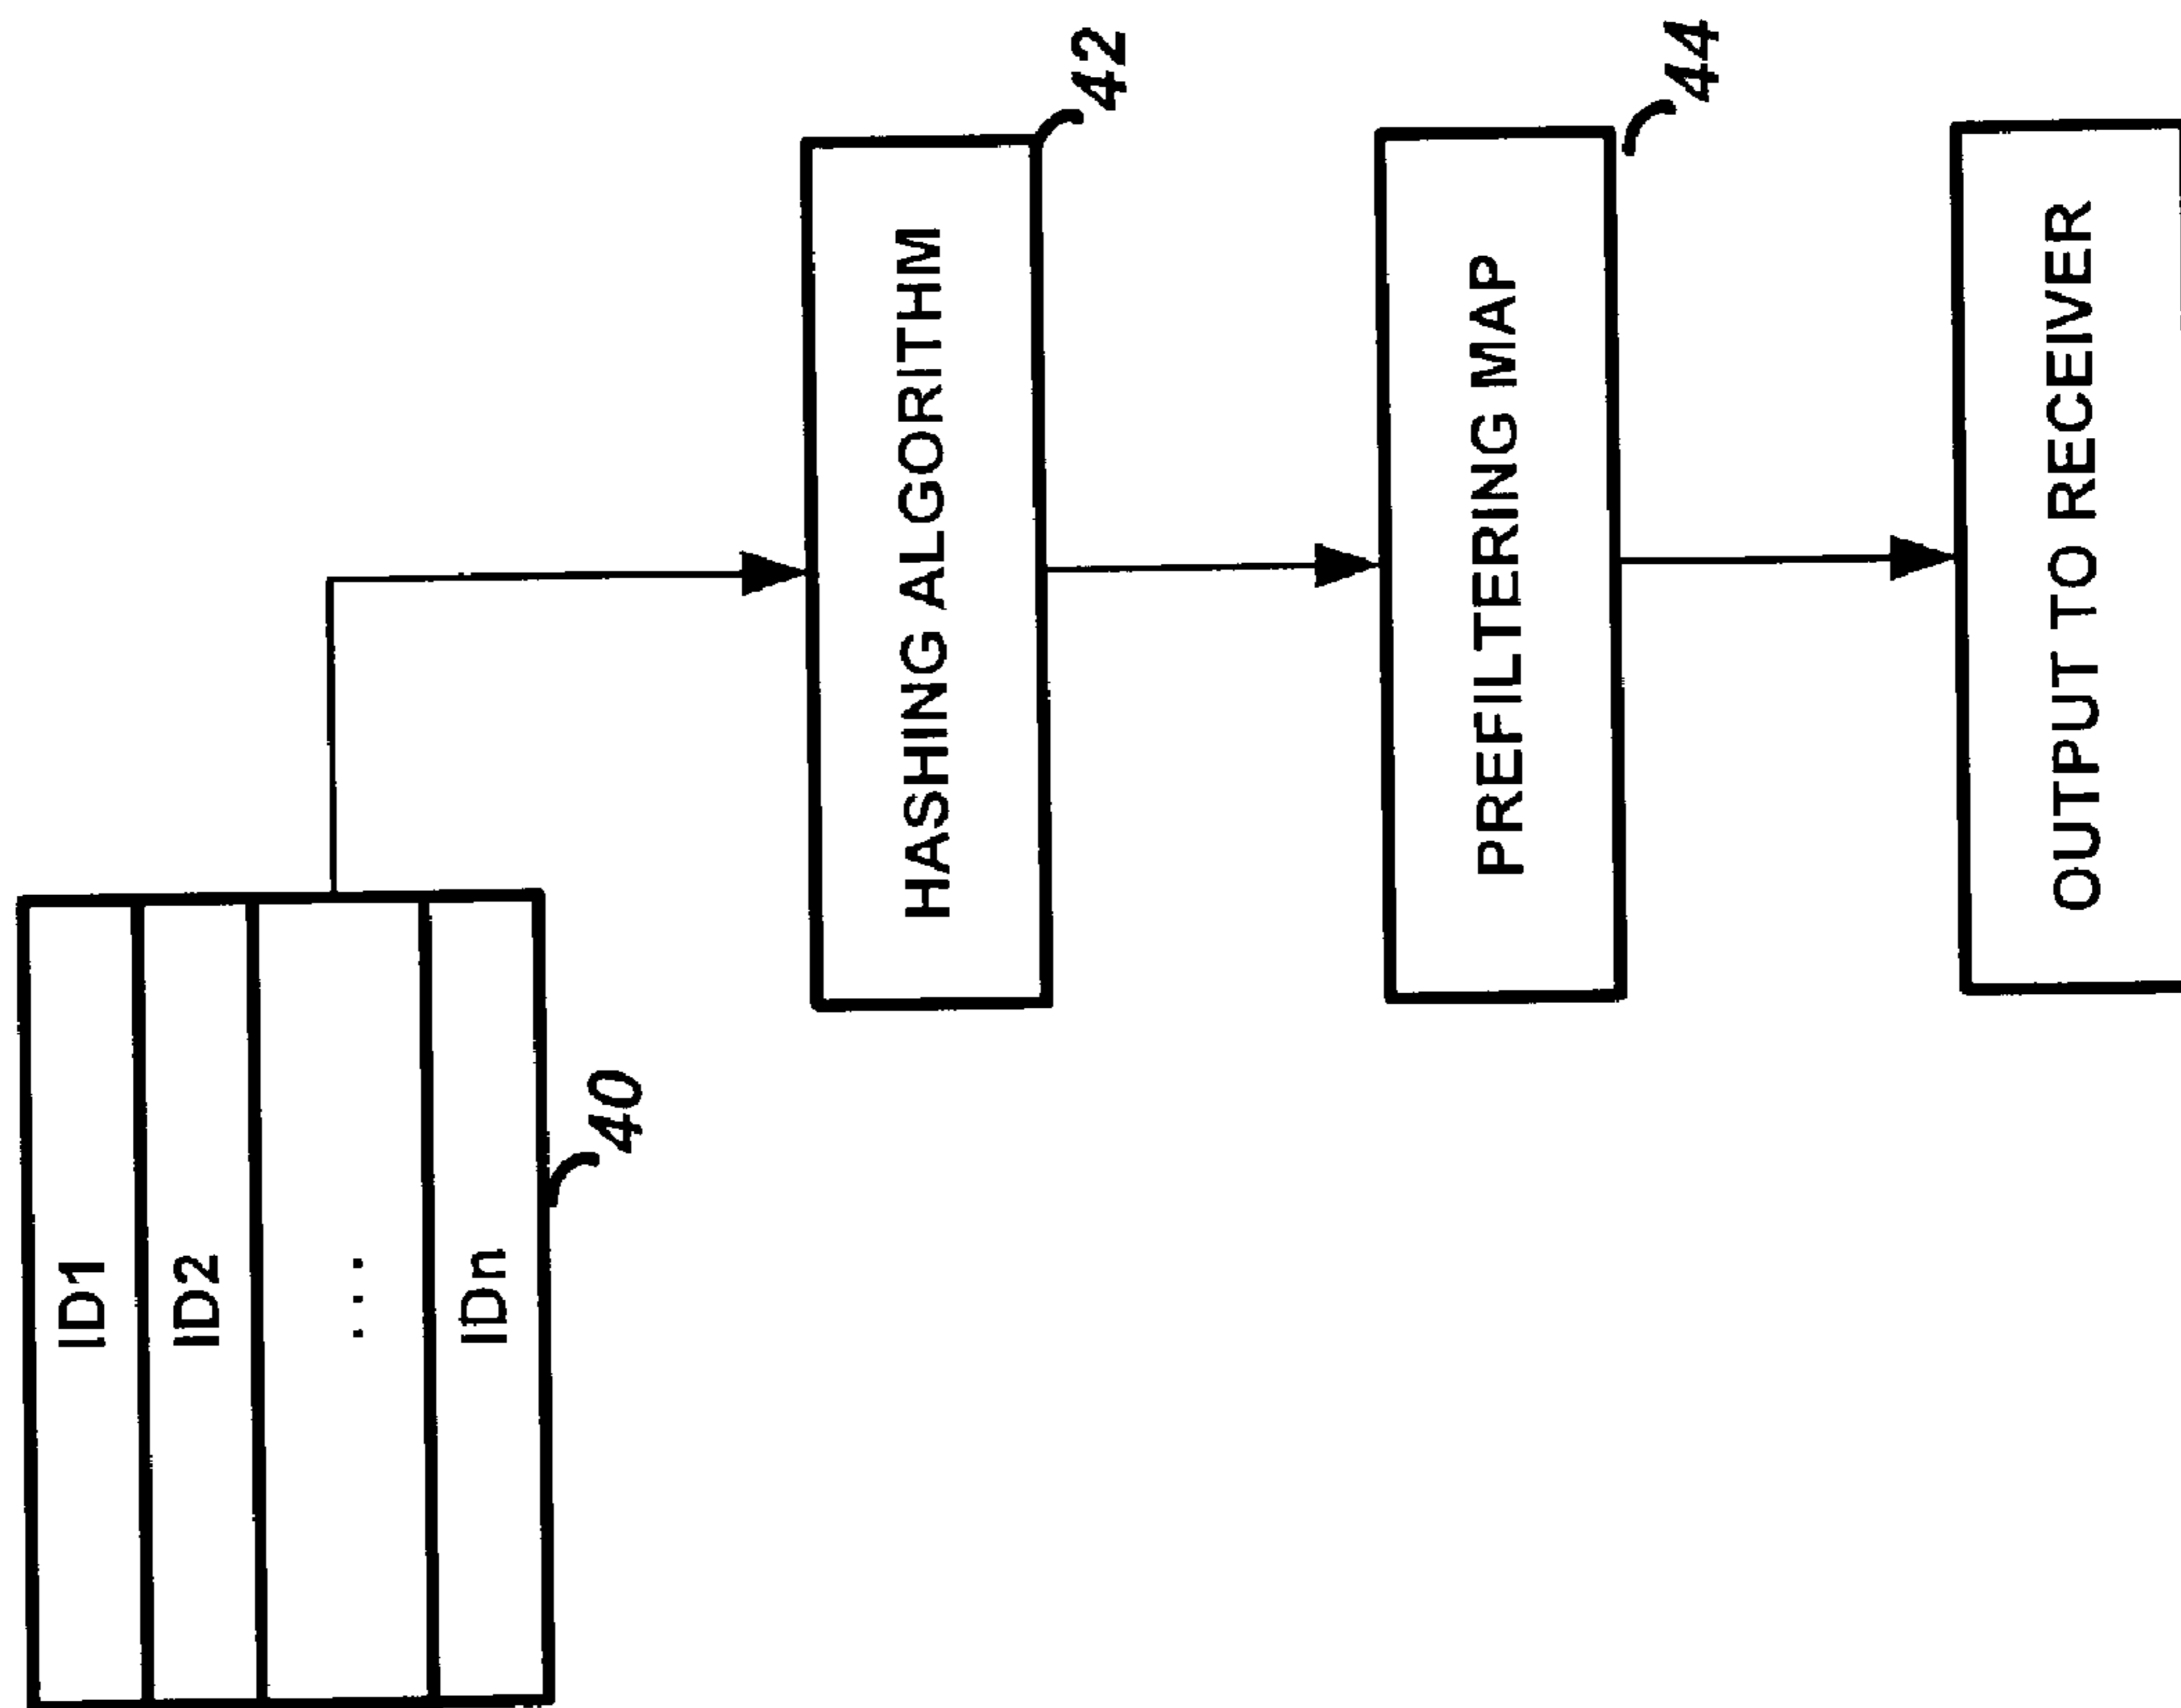 ID1
ID2
...
IDn
40
HASHING ALGORITHM
42
PREFILTERING MAP
44
OUTPUT TO RECEIVER